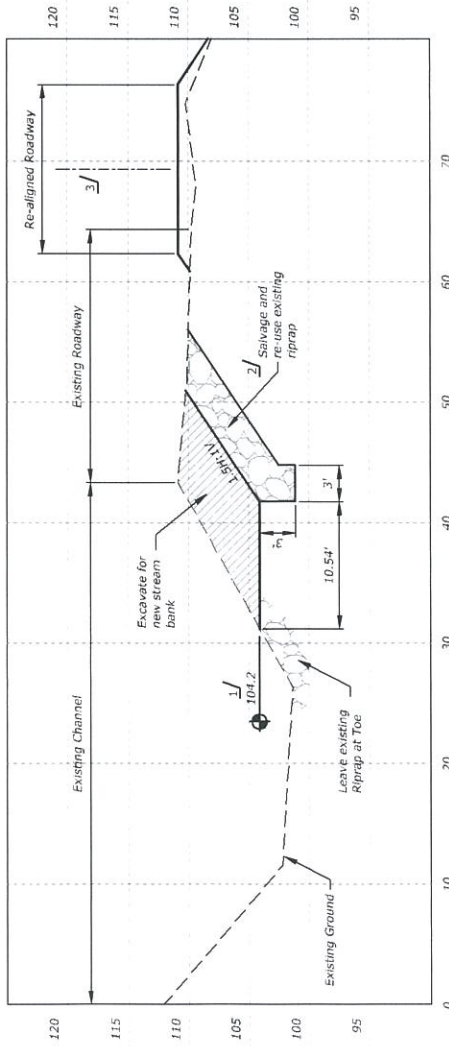 Existing Channel
Existing Roadway
Re-aligned Roadway
120
115
110
105
100
95
120
115
110
105
100
95
3/
Excavate for
new stream
bank
1.5H:1V
2/
Salvage and
re-use existing
riprap
1/
104.2
3'
3'
10.54'
Leave existing
Riprap at Toe
Existing Ground
0
10
20
30
40
50
60
70